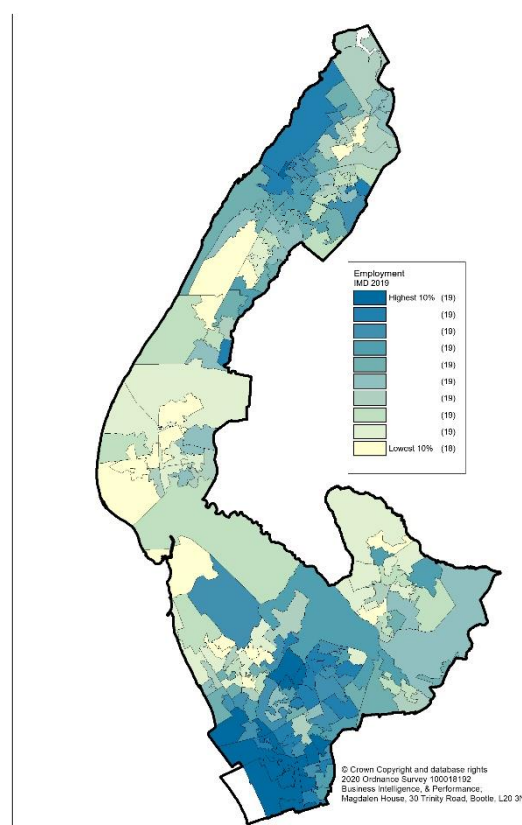 Employment
IMD 2019
Highest 10% (19)
(19)
(19)
(19)
(19)
(19)
(19)
(19)
(19)
Lowest 10% (18)
© Crown Copyright and database rights
2020 Ordnance Survey 100018192
Business Intelligence, & Performance,
Magdalen House, 30 Trinity Road, Bootle, L20 3